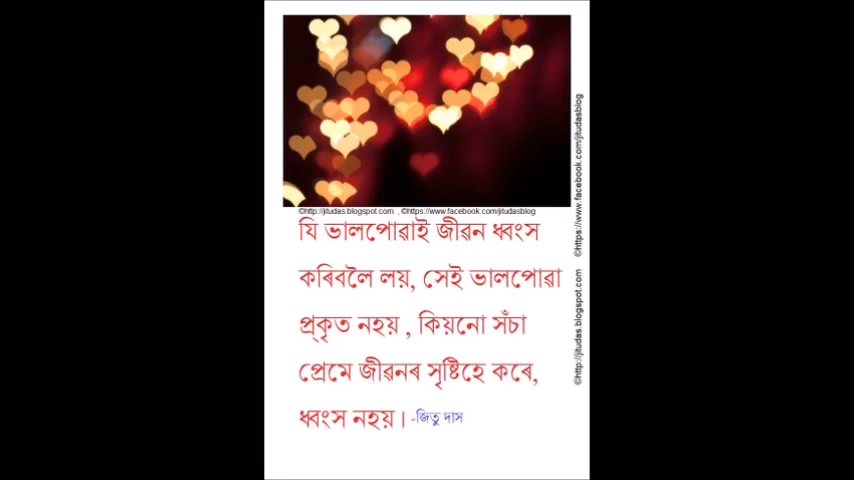 ©http://jitudas.blogspot.com , ©https://www.facebook.com/jitudasblog
যি ভালপোৱাই জীৱন ধ্বংস
কৰিবলৈ লয়, সেই ভালপোৱা
প্ৰকৃত নহয় , কিয়নো সঁচা
প্ৰেমে জীৱনৰ সৃষ্টিহে কৰে,
ধ্বংস নহয়। -জিতু দাস
©http://jitudas.blogspot.com ©https://www.facebook.com/jitudasblog